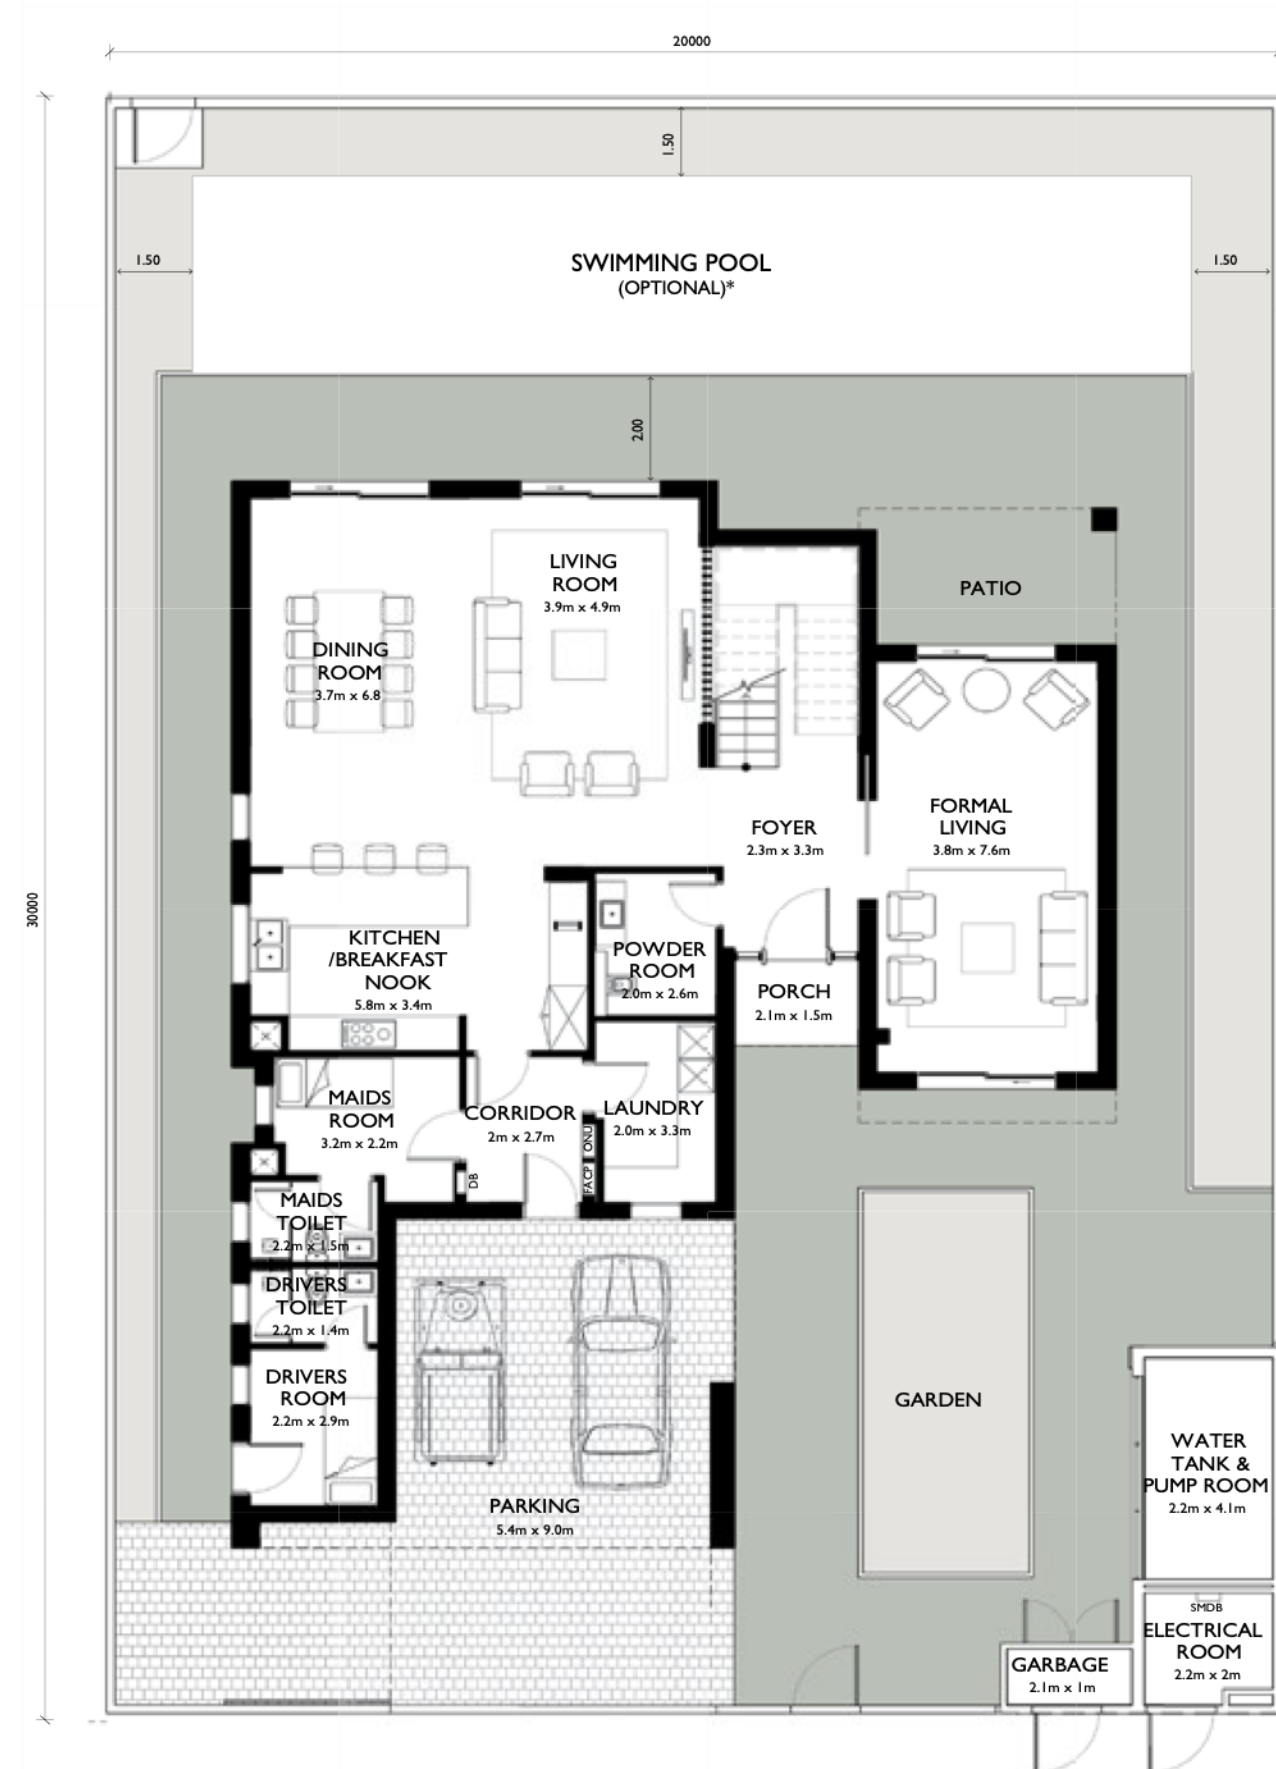 20000
1.50
SWIMMING POOL
(OPTIONAL)*
1.50
1.50
2.00
30000
LIVING
ROOM
3.9m x 4.9m
PATIO
DINING
ROOM
3.7m x 6.8
FOYER
2.3m x 3.3m
FORMAL
LIVING
3.8m x 7.6m
KITCHEN
/BREAKFAST
NOOK
5.8m x 3.4m
POWDER
ROOM
2.0m x 2.6m
PORCH
2.1m x 1.5m
MAIDS
ROOM
3.2m x 2.2m
CORRIDOR
2m x 2.7m
LAUNDRY
2.0m x 3.3m
ONU
FACP
DB
MAIDS
TOILET
2.2m x 1.5m
DRIVERS
TOILET
2.2m x 1.4m
DRIVERS
ROOM
2.2m x 2.9m
PARKING
5.4m x 9.0m
GARDEN
WATER
TANK &
PUMP ROOM
2.2m x 4.1m
SMDB
ELECTRICAL
ROOM
2.2m x 2m
GARBAGE
2.1m x 1m